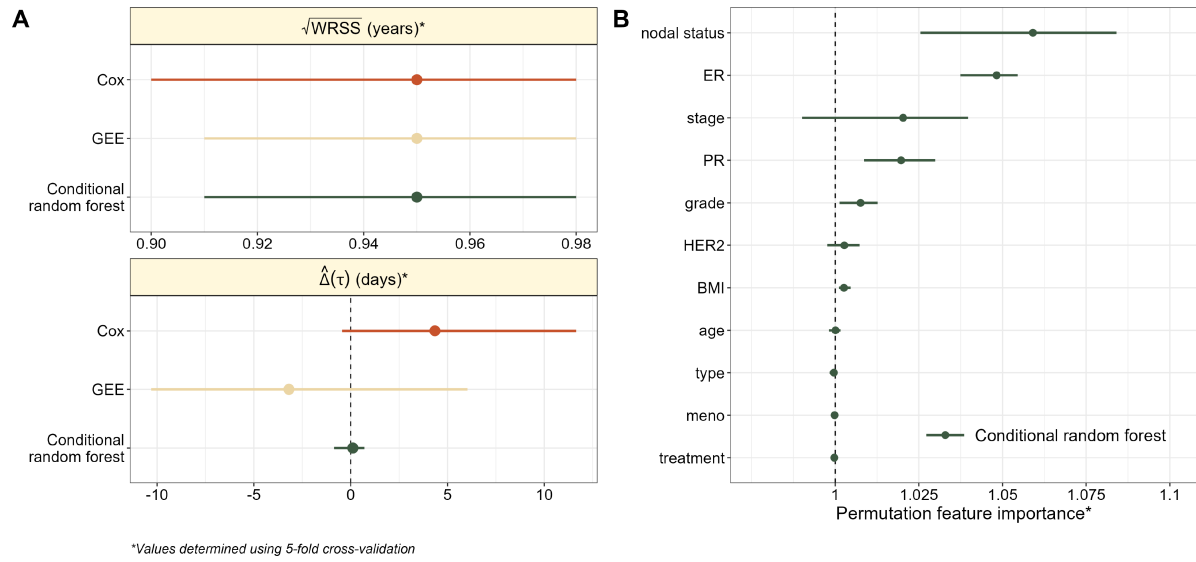 A
√WRSS (years)*
Cox
GEE
Conditional
random forest
0.90 0.92 0.94 0.96 0.98
Δ̂(τ) (days)*
Cox
GEE
Conditional
random forest
-10 -5 0 5 10
*Values determined using 5-fold cross-validation
B
nodal status
ER
stage
PR
grade
HER2
BMI
age
type
meno
treatment
Conditional random forest
1 1.025 1.05 1.075 1.1
Permutation feature importance*